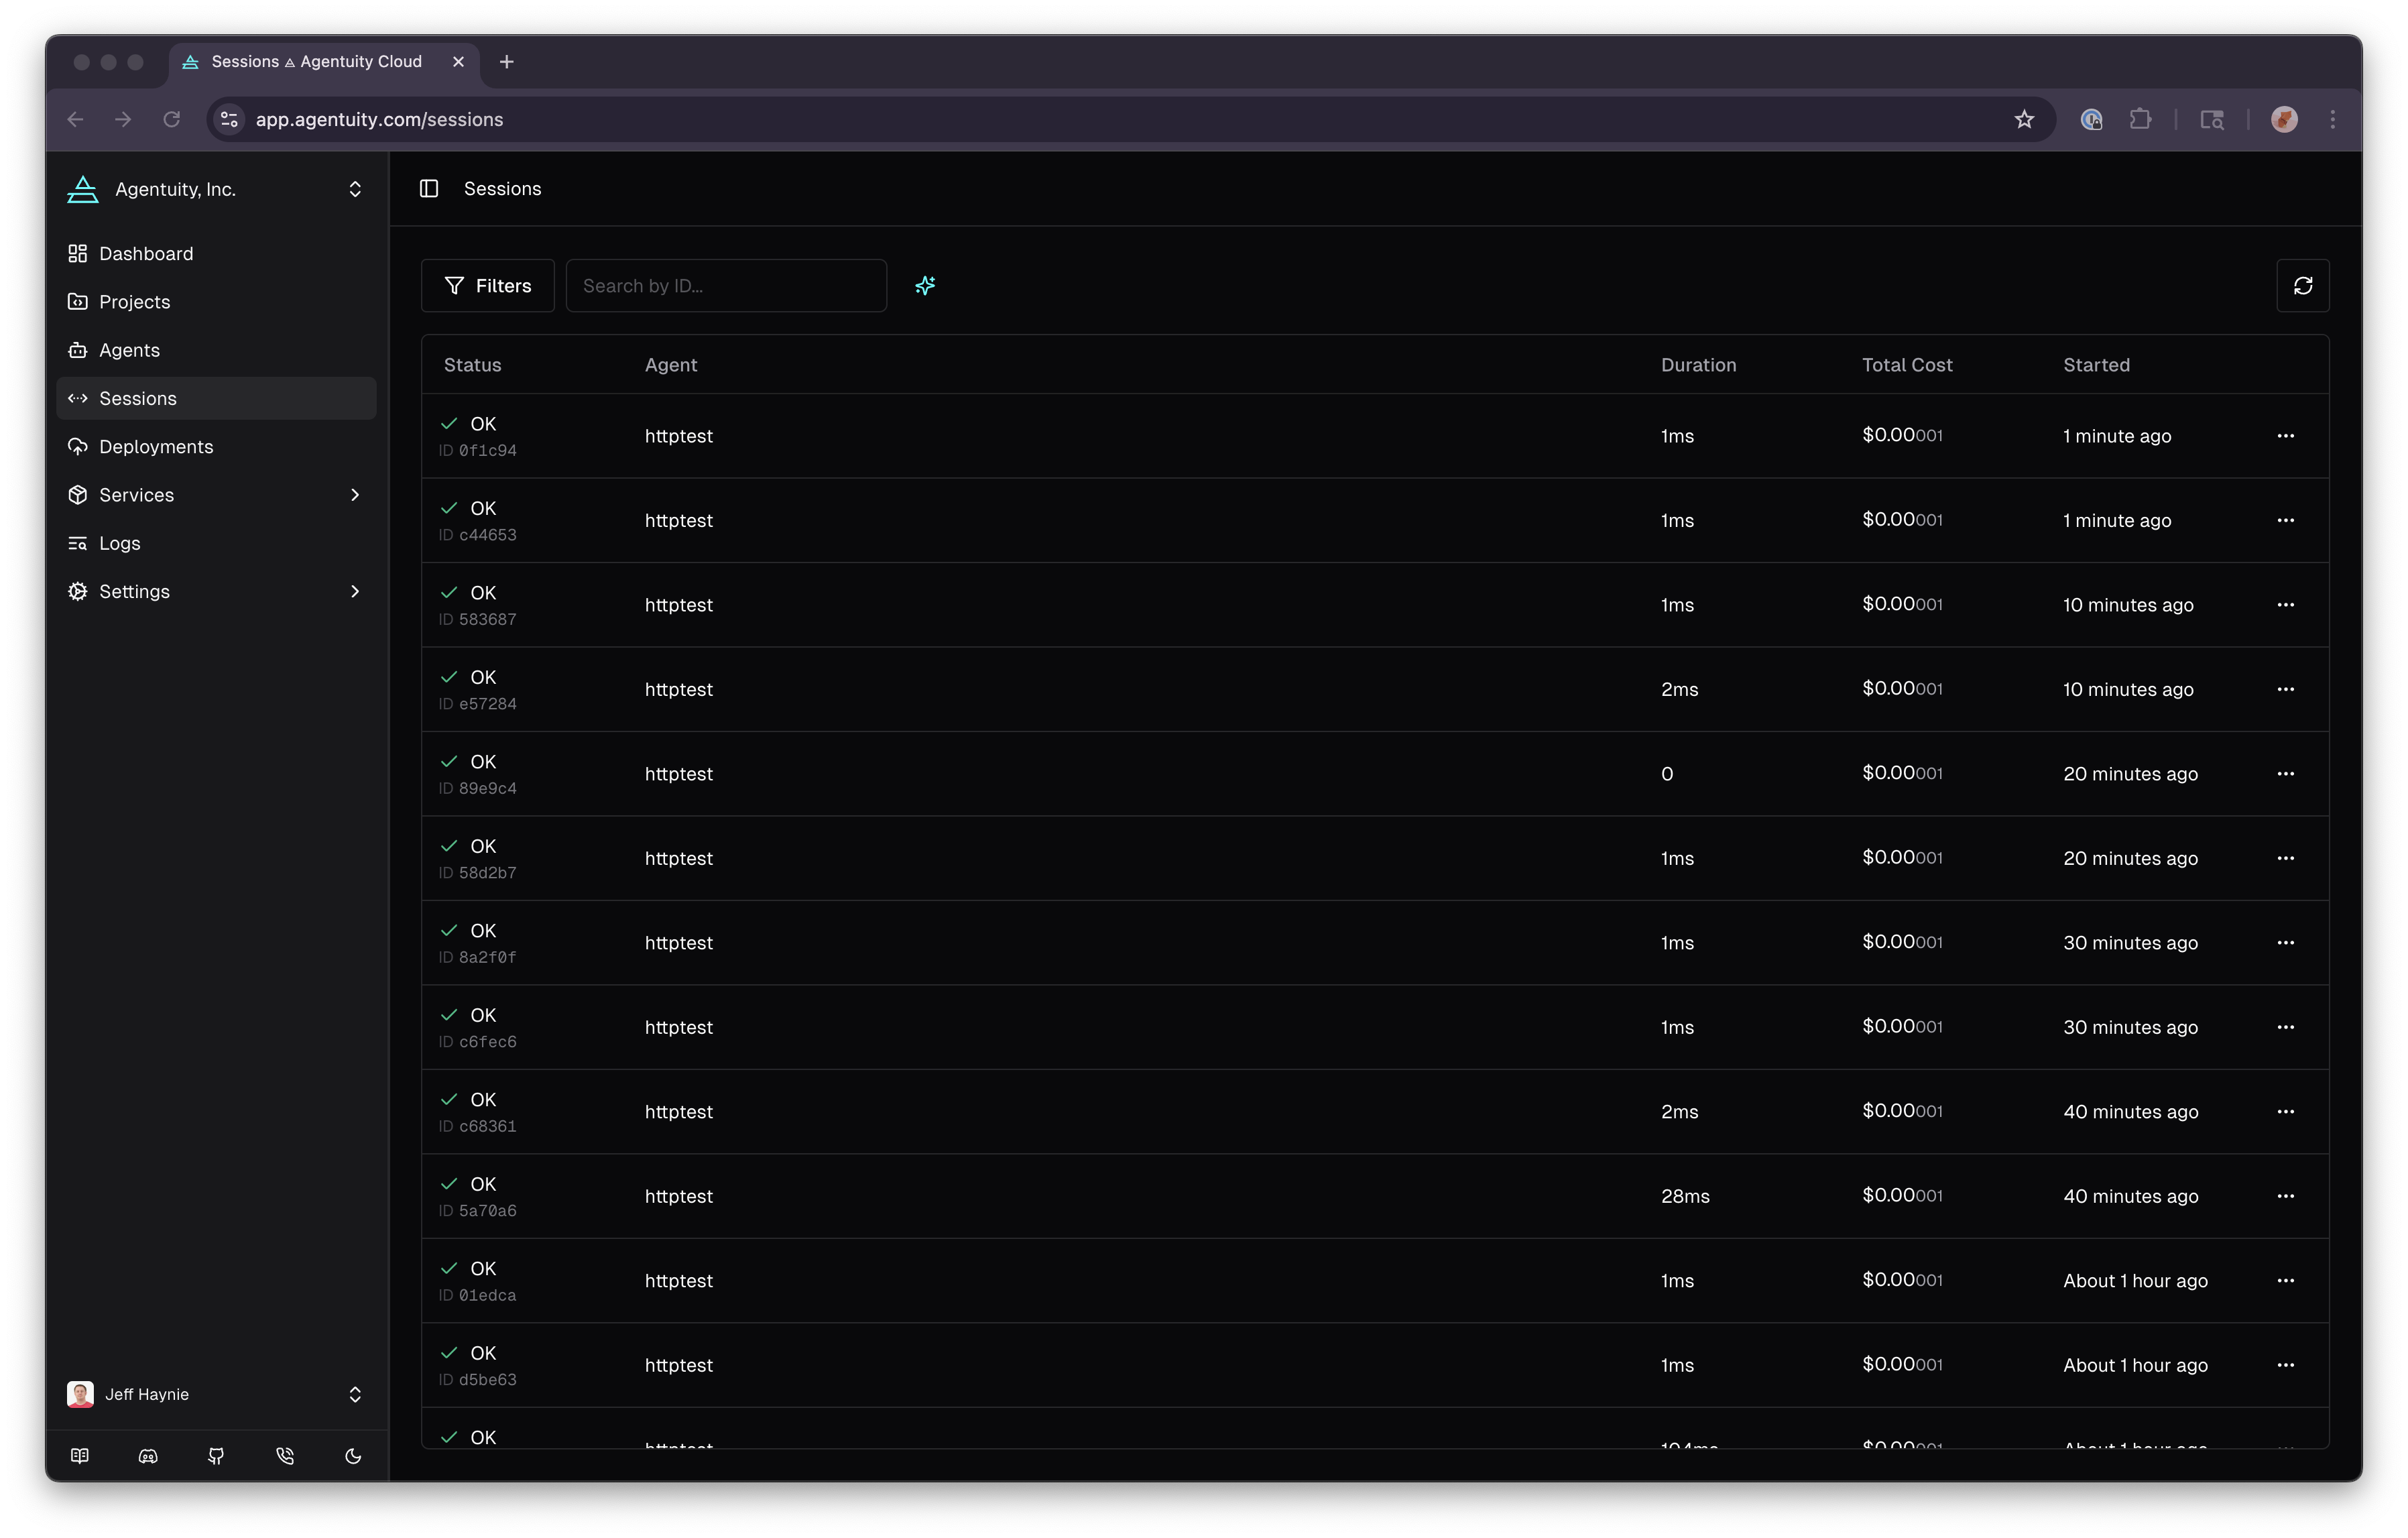 Sessions ⟁ Agentuity Cloud
app.agentuity.com/sessions
Agentuity, Inc.
Sessions
Dashboard
Projects
Agents
Sessions
Deployments
Services
Logs
Settings
Jeff Haynie
Filters
Search by ID...
Status Agent Duration Total Cost Started
OK
ID 0f1c94
httptest 1ms $0.00001 1 minute ago
OK
ID c44653
httptest 1ms $0.00001 1 minute ago
OK
ID 583687
httptest 1ms $0.00001 10 minutes ago
OK
ID e57284
httptest 2ms $0.00001 10 minutes ago
OK
ID 89e9c4
httptest 0 $0.00001 20 minutes ago
OK
ID 58d2b7
httptest 1ms $0.00001 20 minutes ago
OK
ID 8a2f0f
httptest 1ms $0.00001 30 minutes ago
OK
ID c6fec6
httptest 1ms $0.00001 30 minutes ago
OK
ID c68361
httptest 2ms $0.00001 40 minutes ago
OK
ID 5a70a6
httptest 28ms $0.00001 40 minutes ago
OK
ID 01edca
httptest 1ms $0.00001 About 1 hour ago
OK
ID d5be63
httptest 1ms $0.00001 About 1 hour ago
OK
httptest 104ms $0.00001 About 1 hour ago